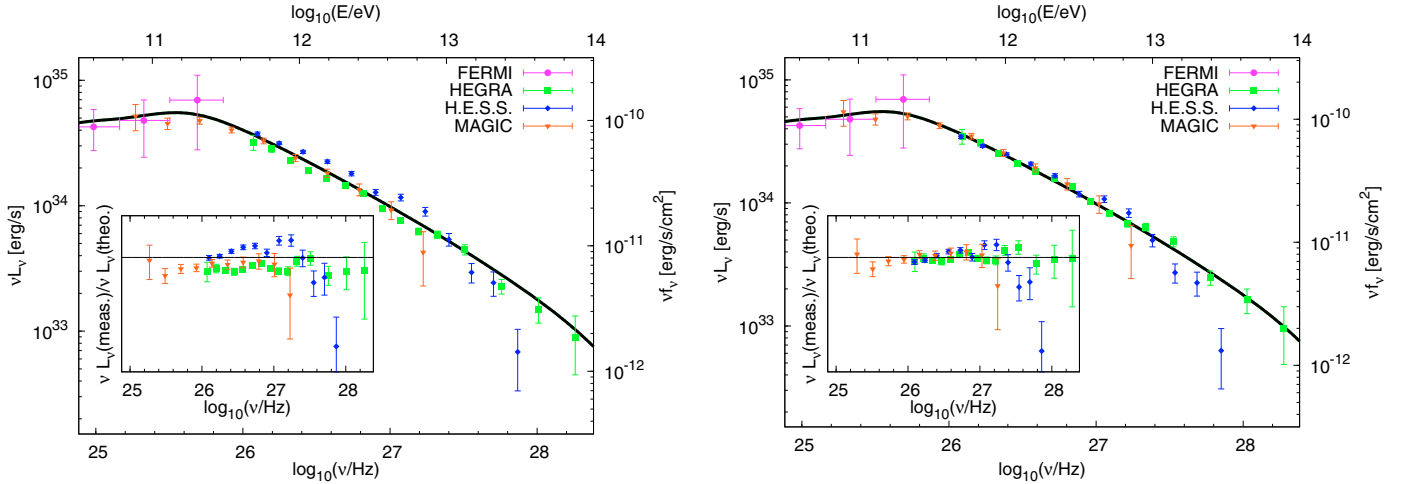 log10(E/eV)
11 12 13 14
10^35
10^34
10^33
νLν [erg/s]
FERMI
HEGRA
H.E.S.S.
MAGIC
10^-10
10^-11
10^-12
νfν [erg/s/cm^2]
ν Lν(meas.)/ν Lν(theo.)
25 26 27 28
log10(ν/Hz)
25 26 27 28
log10(ν/Hz)
log10(E/eV)
11 12 13 14
10^35
10^34
10^33
νLν [erg/s]
FERMI
HEGRA
H.E.S.S.
MAGIC
10^-10
10^-11
10^-12
νfν [erg/s/cm^2]
ν Lν(meas.)/ν Lν(theo.)
25 26 27 28
log10(ν/Hz)
25 26 27 28
log10(ν/Hz)